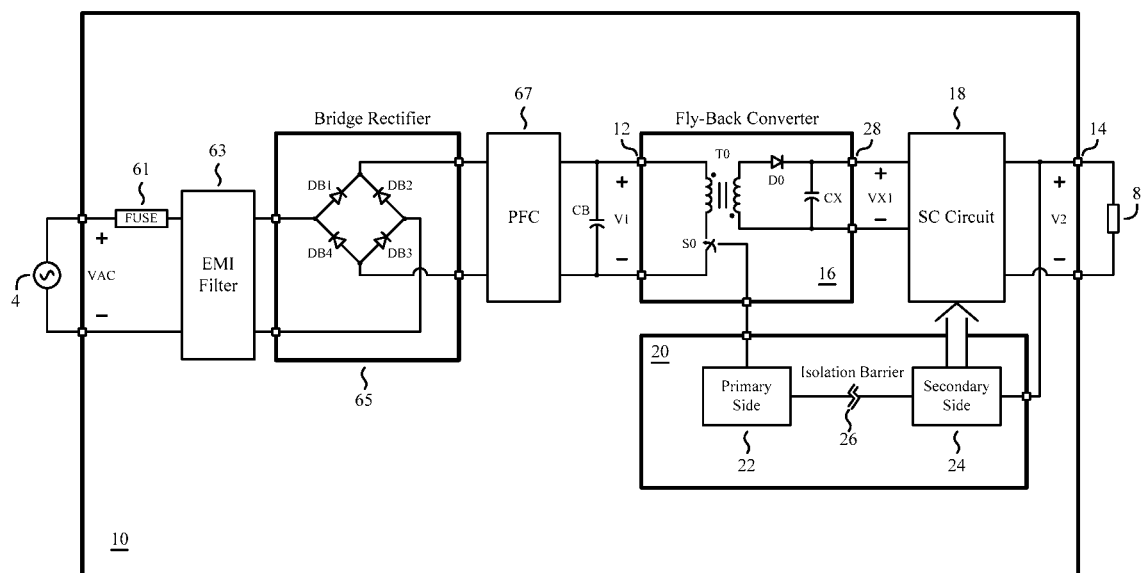 67
18
Bridge Rectifier
12
Fly-Back Converter
28
14
63
T0
61
DB1
DB2
D0
+
+
+
8
FUSE
PFC
CB
V1
CX
VX1
SC Circuit
V2
+
S0
−
4
VAC
EMI
Filter
DB4
DB3
−
16
−
−
20
Isolation Barrier
65
Primary
Side
Secondary
Side
26
22
24
10